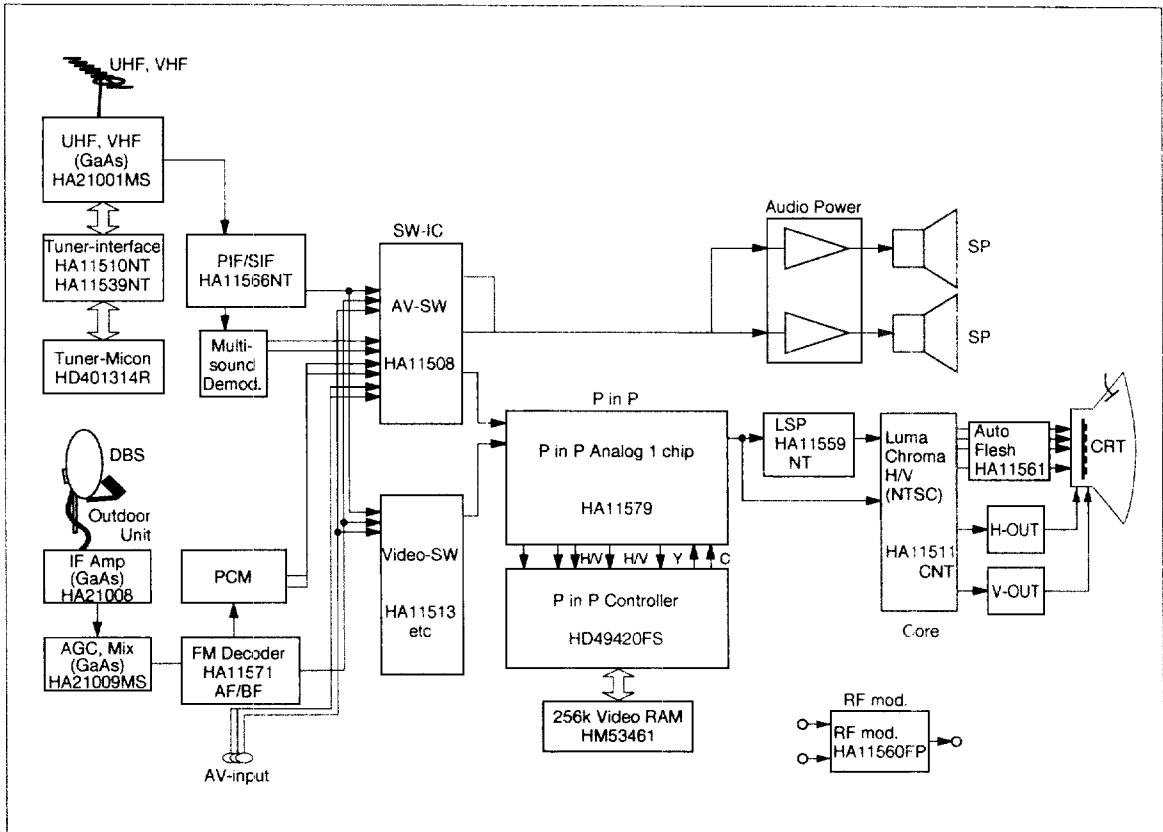 UHF, VHF
UHF, VHF
(GaAs)
HA21001MS
Tuner-interface
HA11510NT
HA11539NT
Tuner-Micon
HD401314R
PIF/SIF
HA11566NT
Multi-
sound
Demod.
SW-IC
AV-SW
HA11508
Audio Power
SP
SP
DBS
Outdoor
Unit
IF Amp
(GaAs)
HA21008
AGC, Mix
(GaAs)
HA21009MS
PCM
FM Decoder
HA11571
AF/BF
AV-input
Video-SW
HA11513
etc
P in P
P in P Analog 1 chip
HA11579
H/V
H/V
Y
C
P in P Controller
HD49420FS
256k Video RAM
HM53461
LSP
HA11559
NT
Luma
Chroma
H/V
(NTSC)
HA11511
CNT
Core
Auto
Flesh
HA11561
CRT
H-OUT
V-OUT
RF mod.
RF mod.
HA11560FP